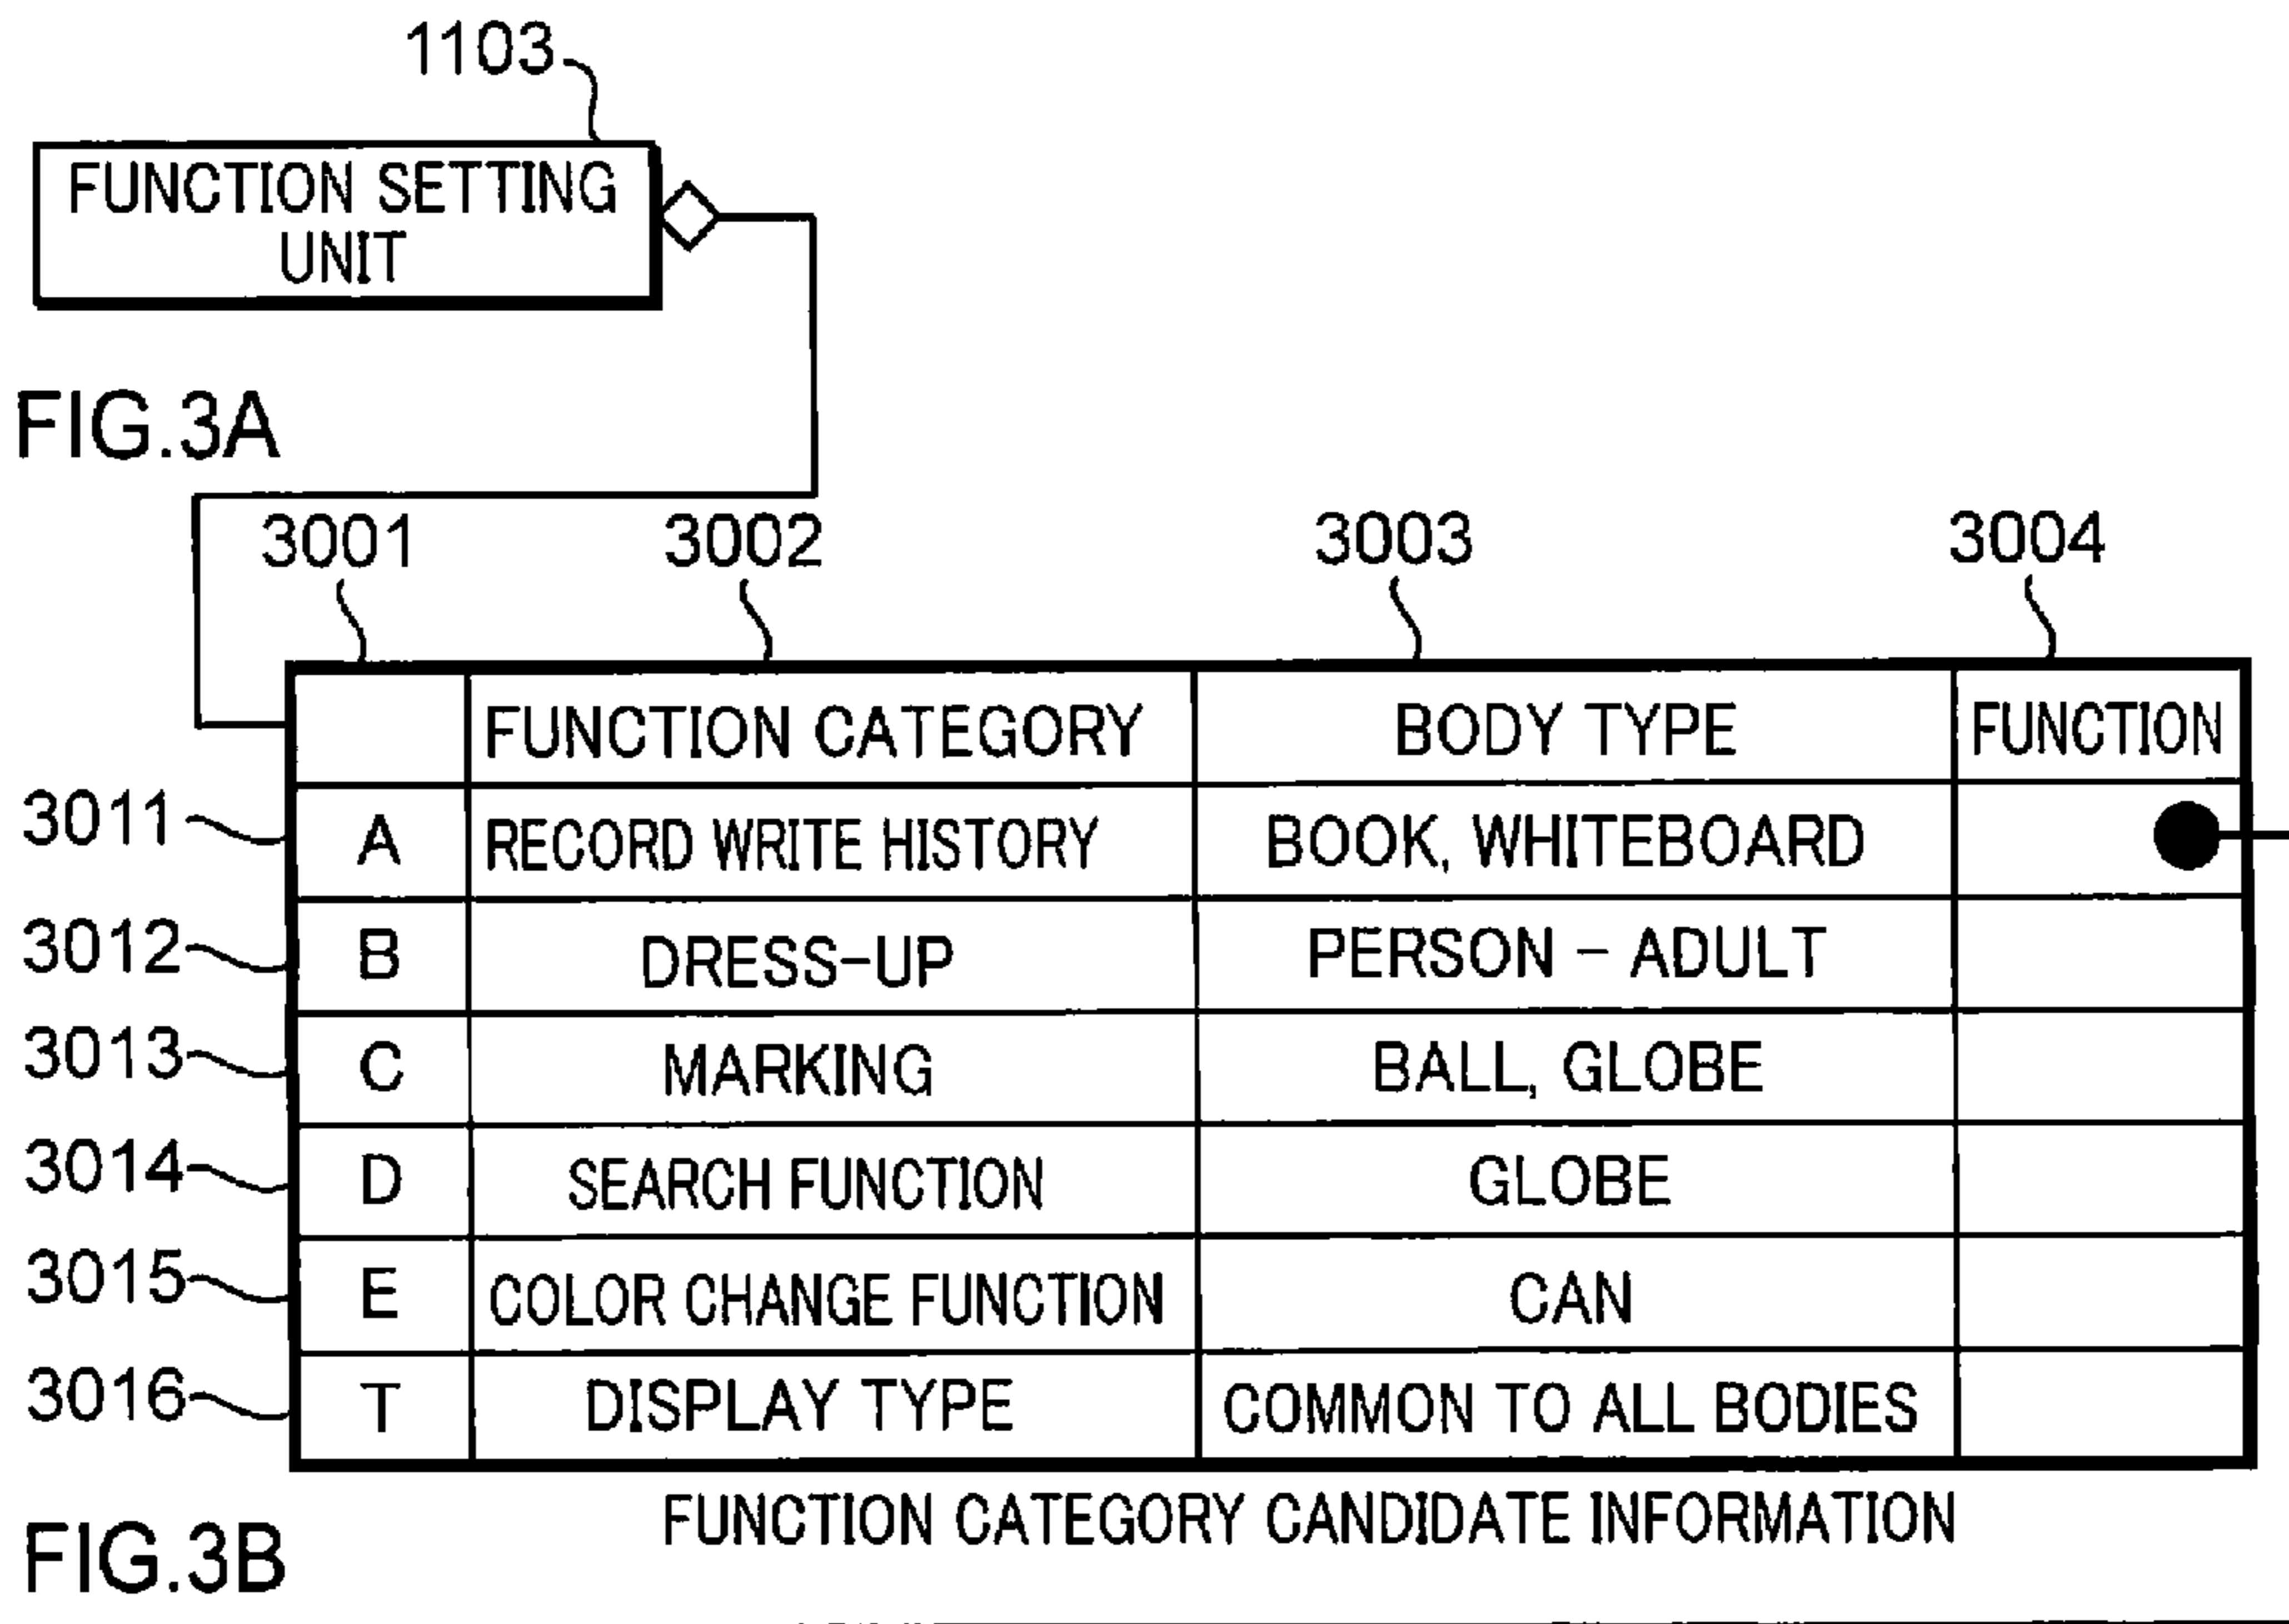 1103
FUNCTION SETTING
UNIT
FIG.3A
3001 3002 3003 3004
FUNCTION CATEGORY BODY TYPE FUNCTION
3011 A RECORD WRITE HISTORY BOOK, WHITEBOARD
3012 B DRESS-UP PERSON - ADULT
3013 C MARKING BALL, GLOBE
3014 D SEARCH FUNCTION GLOBE
3015 E COLOR CHANGE FUNCTION CAN
3016 T DISPLAY TYPE COMMON TO ALL BODIES
FUNCTION CATEGORY CANDIDATE INFORMATION
FIG.3B